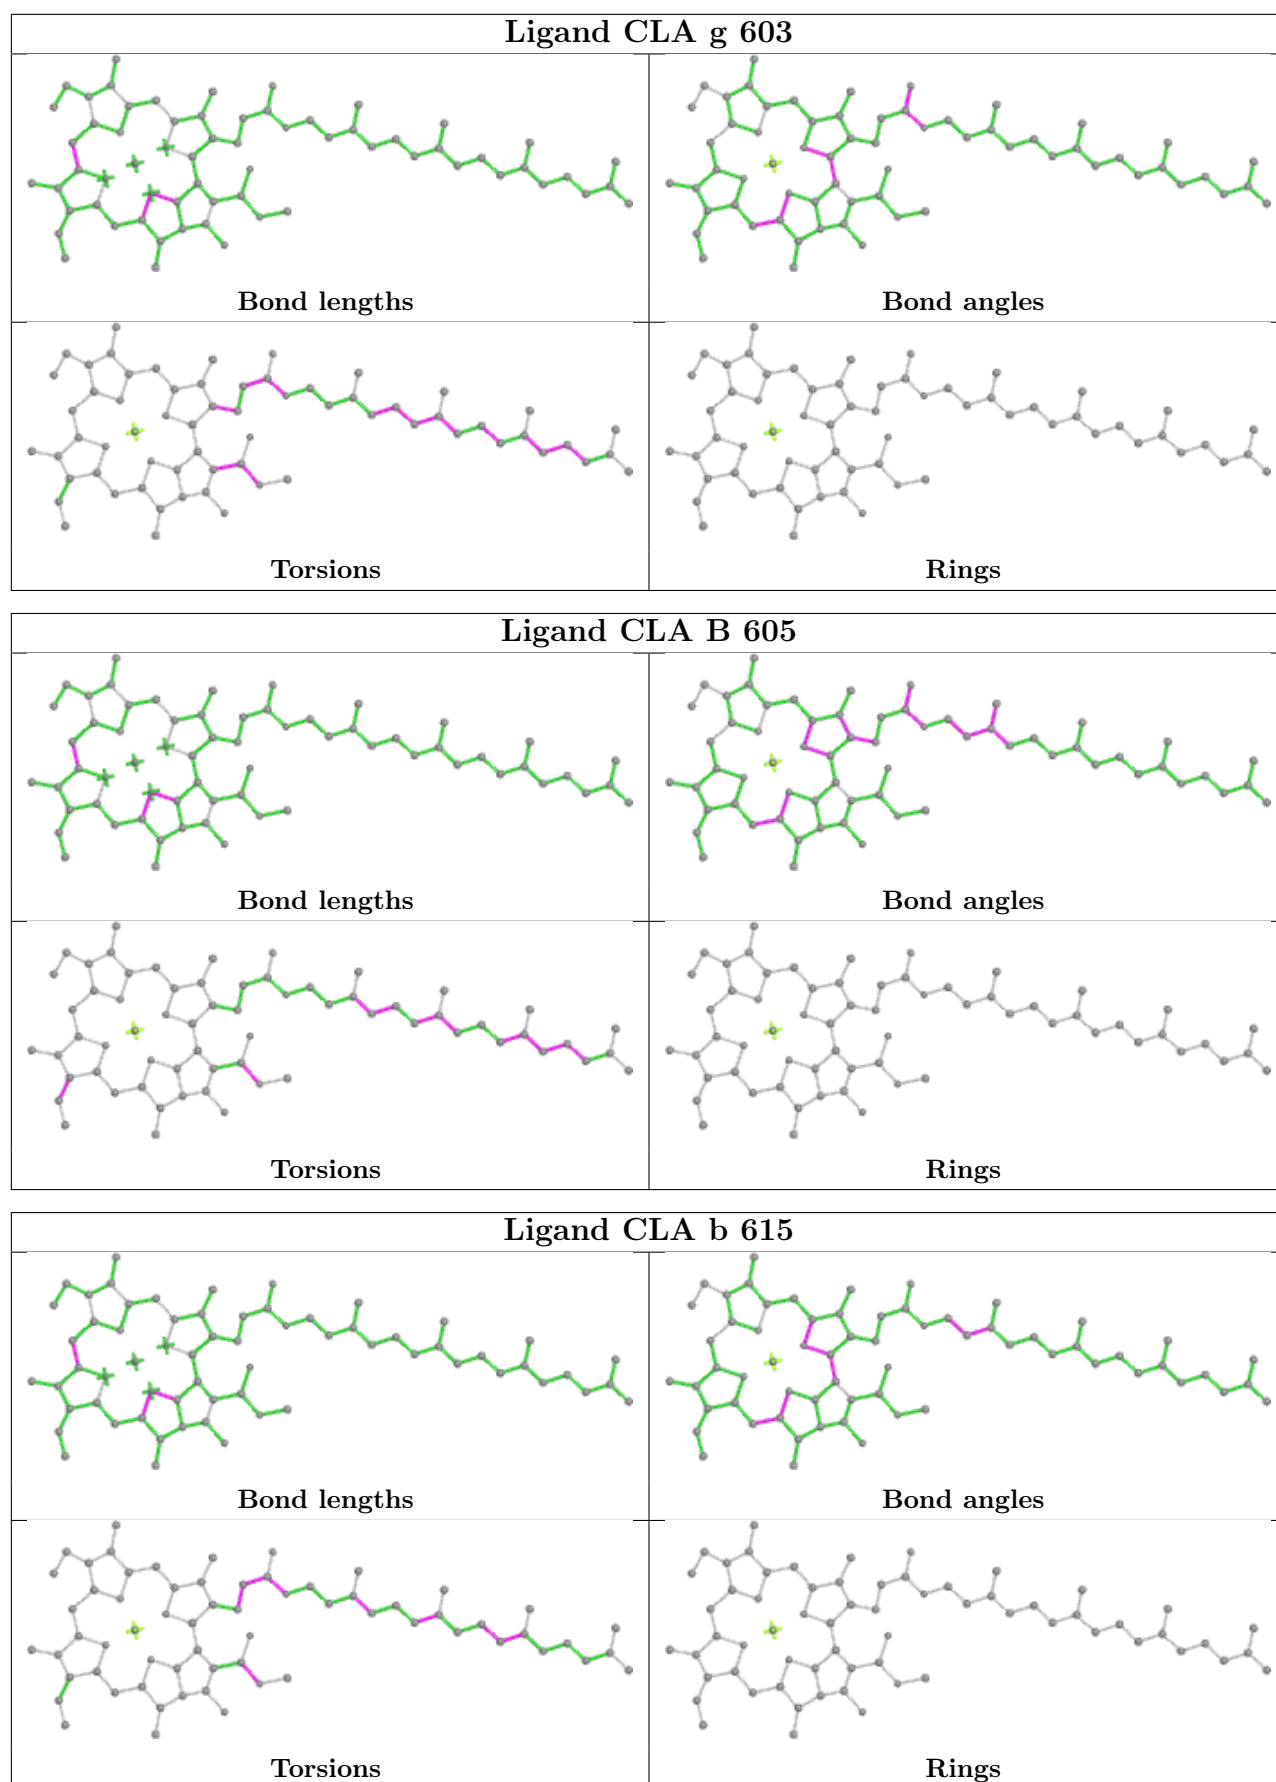 Ligand CLA g 603
Bond lengths
Bond angles
Torsions
Rings
Ligand CLA B 605
Bond lengths
Bond angles
Torsions
Rings
Ligand CLA b 615
Bond lengths
Bond angles
Torsions
Rings